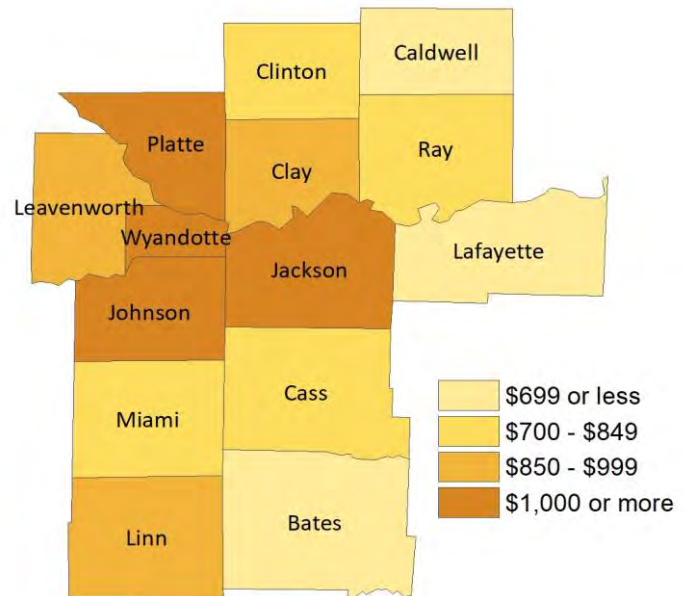 Caldwell
Clinton
Platte
Ray
Clay
Leavenworth
Wyandotte
Lafayette
Jackson
Johnson
Cass
Miami
Bates
Linn
$699 or less
$700 - $849
$850 - $999
$1,000 or more